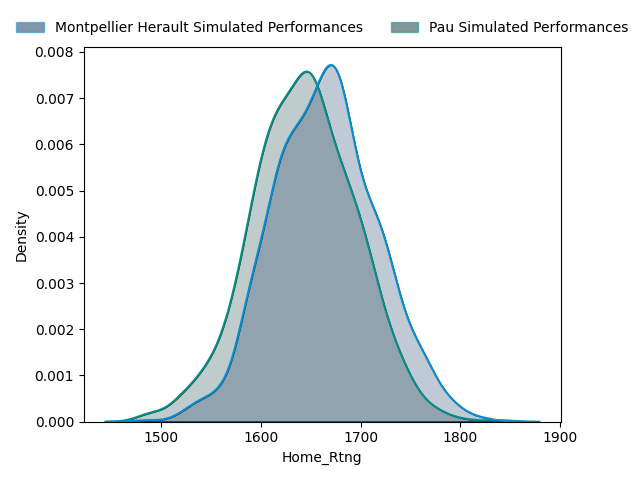 Montpellier Herault Simulated Performances Pau Simulated Performances
0.008
0.007
0.006
0.005
0.004
0.003
0.002
0.001
0.000
Density
1500 1600 1700 1800 1900
Home_Rtng